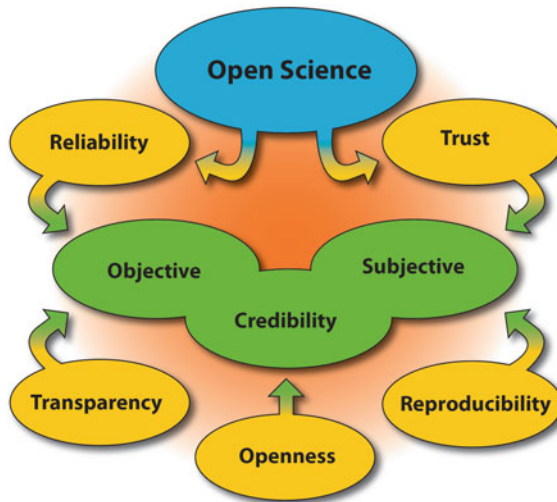 Open Science
Reliability
Trust
Objective
Subjective
Credibility
Transparency
Reproducibility
Openness